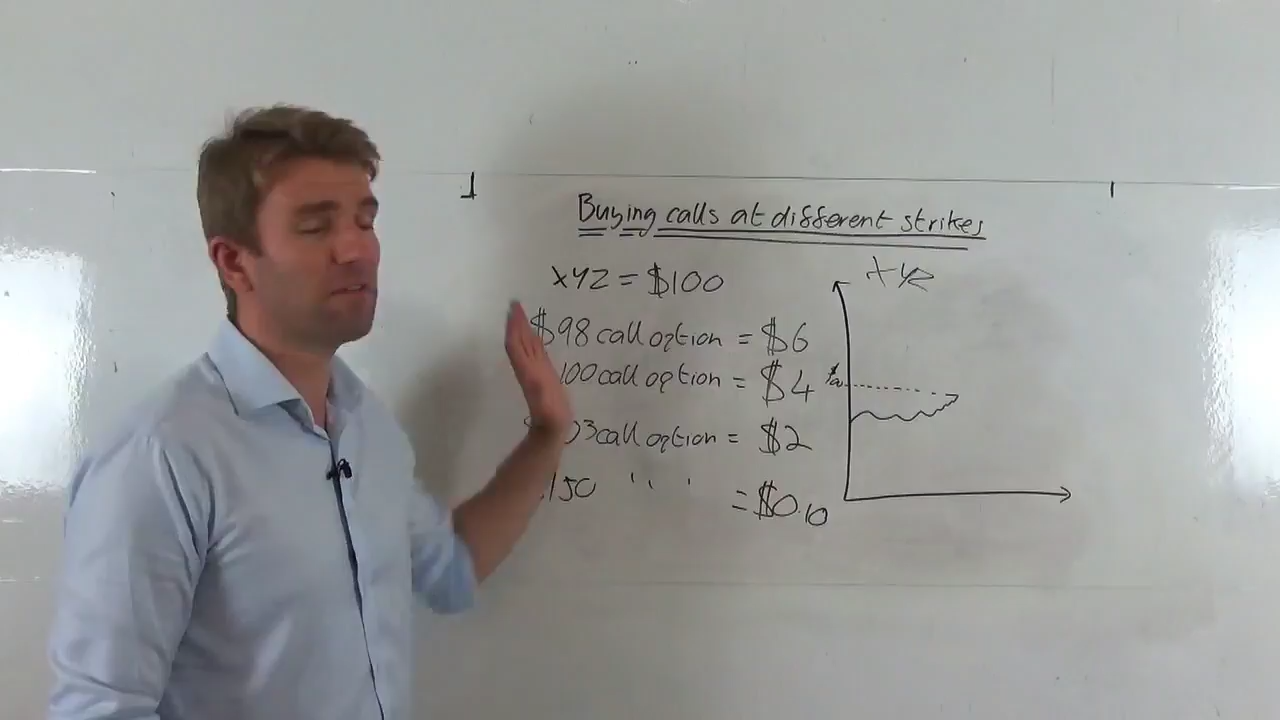 Buying calls at different strikes
XYZ = $100
$98 call option = $6
100 call option = $4
03 call option = $2
150 " " = $0.10
XYZ